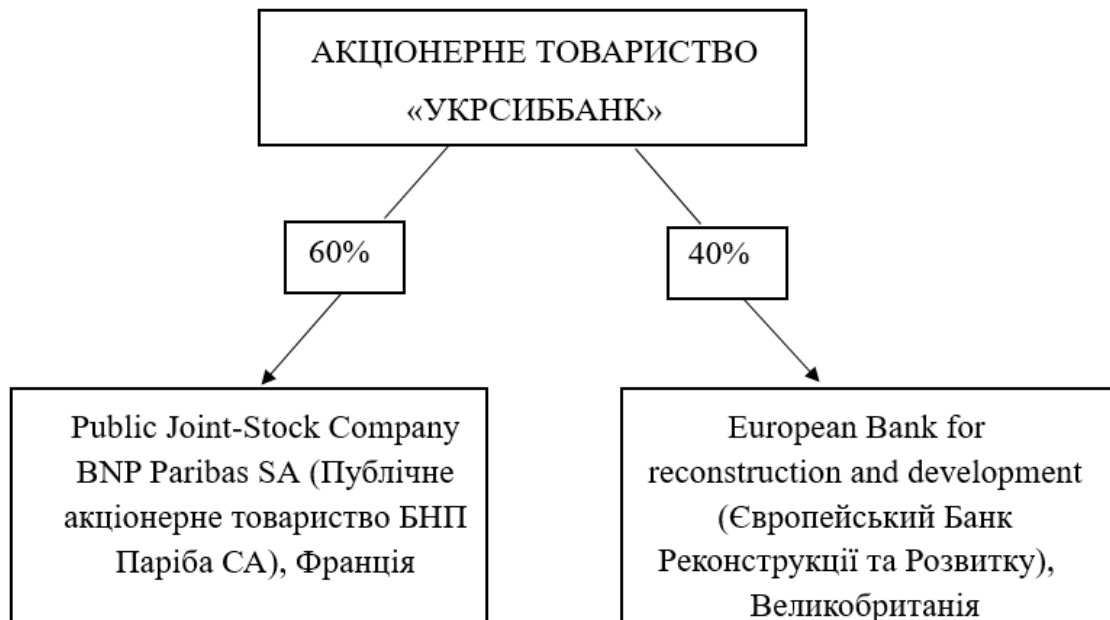 АКЦІОНЕРНЕ ТОВАРИСТВО
«УКРСИББАНК»
60%
40%
Public Joint-Stock Company
BNP Paribas SA (Публічне
акціонерне товариство БНП
Паріба СА), Франція
European Bank for
reconstruction and development
(Європейський Банк
Реконструкції та Розвитку),
Великобританія